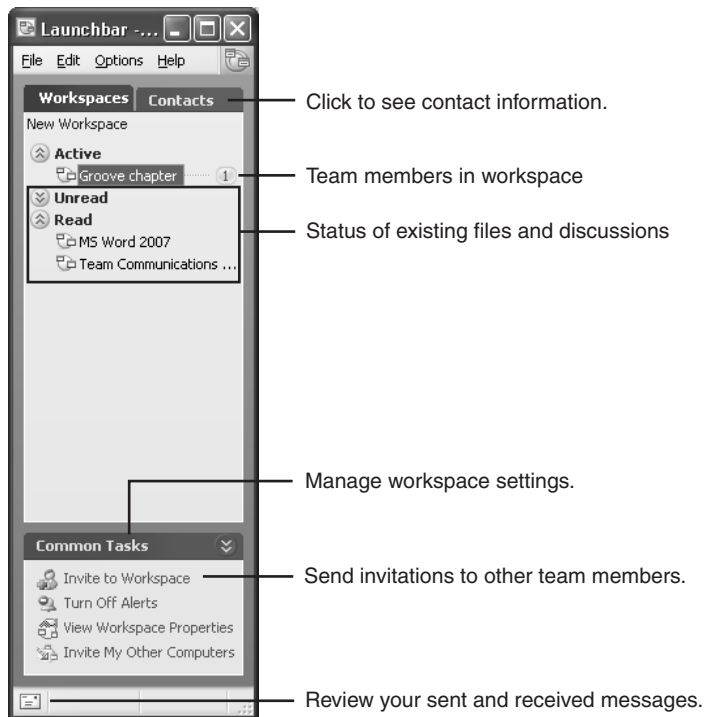 Launchbar -...
File Edit Options Help
Workspaces Contacts
Click to see contact information.
New Workspace
Active
Groove chapter 1
Team members in workspace
Unread
Read
Status of existing files and discussions
MS Word 2007
Team Communications ...
Manage workspace settings.
Common Tasks
Invite to Workspace
Send invitations to other team members.
Turn Off Alerts
View Workspace Properties
Invite My Other Computers
Review your sent and received messages.